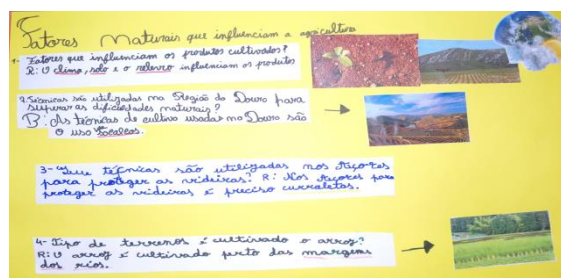 Fatores Naturais que influenciam a agricultura
1- Fatores que influenciam os produtos cultivados?
R: O clima, solo e o relevo influenciam os produtos
2. Técnicas são utilizadas na Região do Douro para
superar as dificuldades naturais?
R: As técnicas de cultivo usadas no Douro são
o uso socalcos.
3- Que técnicas são utilizadas nos Açores
para proteger as videiras? R: Nos Açores para
proteger as videiras é preciso curraletas.
4- Tipo de terrenos é cultivado o arroz?
R: O arroz é cultivado perto das margens
dos rios.